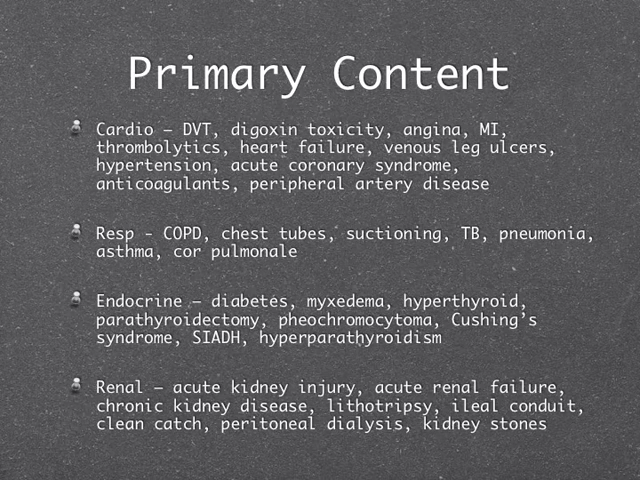 Primary Content
Cardio – DVT, digoxin toxicity, angina, MI,
thrombolytics, heart failure, venous leg ulcers,
hypertension, acute coronary syndrome,
anticoagulants, peripheral artery disease
Resp - COPD, chest tubes, suctioning, TB, pneumonia,
asthma, cor pulmonale
Endocrine – diabetes, myxedema, hyperthyroid,
parathyroidectomy, pheochromocytoma, Cushing’s
syndrome, SIADH, hyperparathyroidism
Renal – acute kidney injury, acute renal failure,
chronic kidney disease, lithotripsy, ileal conduit,
clean catch, peritoneal dialysis, kidney stones